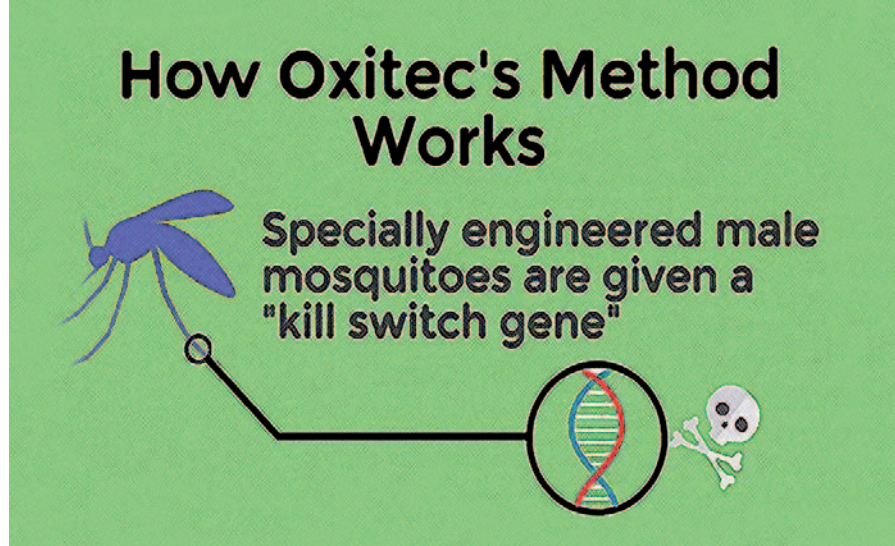 How Oxitec's Method
Works
Specially engineered male
mosquitoes are given a
"kill switch gene"